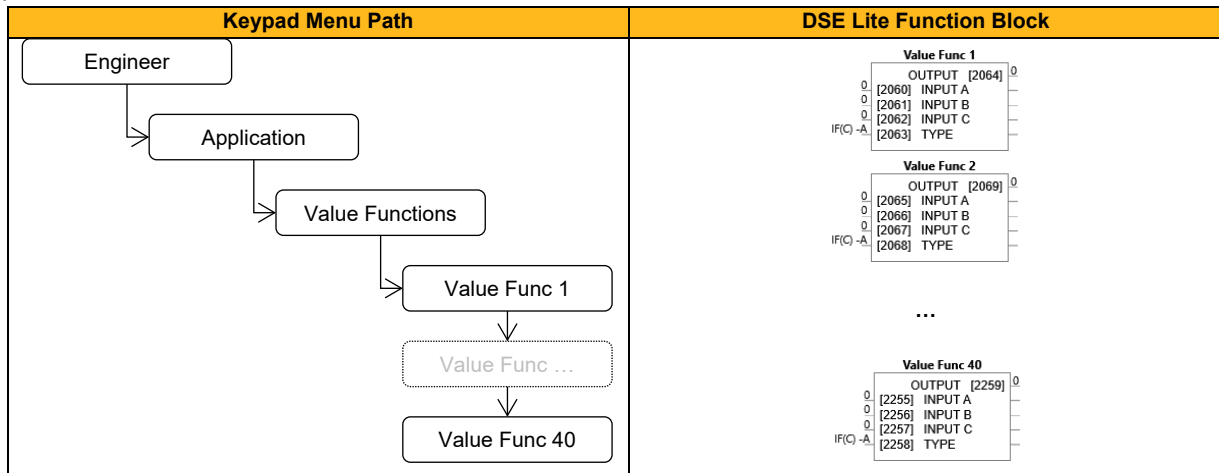 Keypad Menu Path
DSE Lite Function Block
Engineer
Application
Value Functions
Value Func 1
Value Func ...
Value Func 40
Value Func 1
OUTPUT [2064] 0
0 [2060] INPUT A
0 [2061] INPUT B
0 [2062] INPUT C
IF(C) -A [2063] TYPE
Value Func 2
OUTPUT [2069] 0
0 [2065] INPUT A
0 [2066] INPUT B
0 [2067] INPUT C
IF(C) -A [2068] TYPE
...
Value Func 40
OUTPUT [2259] 0
0 [2255] INPUT A
0 [2256] INPUT B
0 [2257] INPUT C
IF(C) -A [2258] TYPE